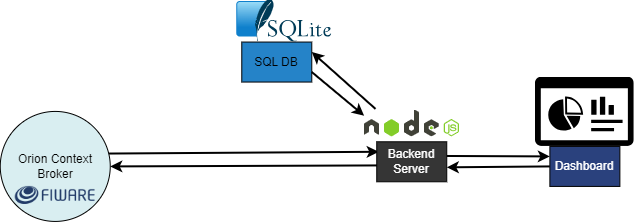 SQLite
SQL DB
node
JS
Orion Context
Broker
FIWARE
Backend
Server
Dashboard